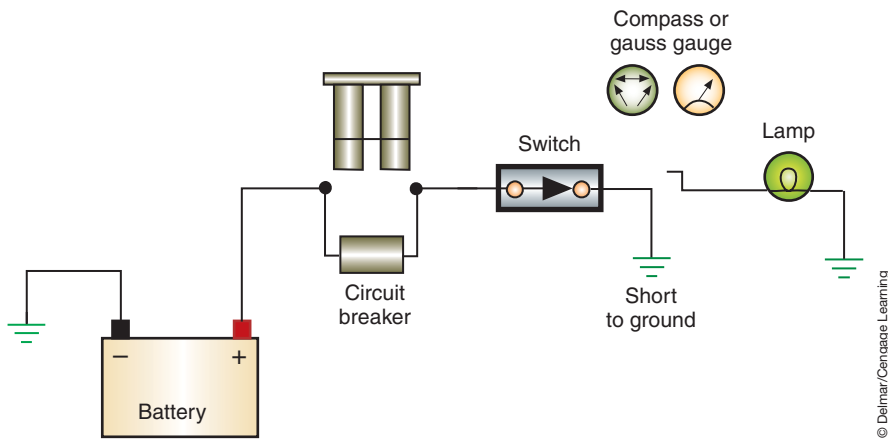 Compass or
gauss gauge
Lamp
Switch
Circuit
breaker
Short
to ground
− +
Battery
© Delmar/Cengage Learning